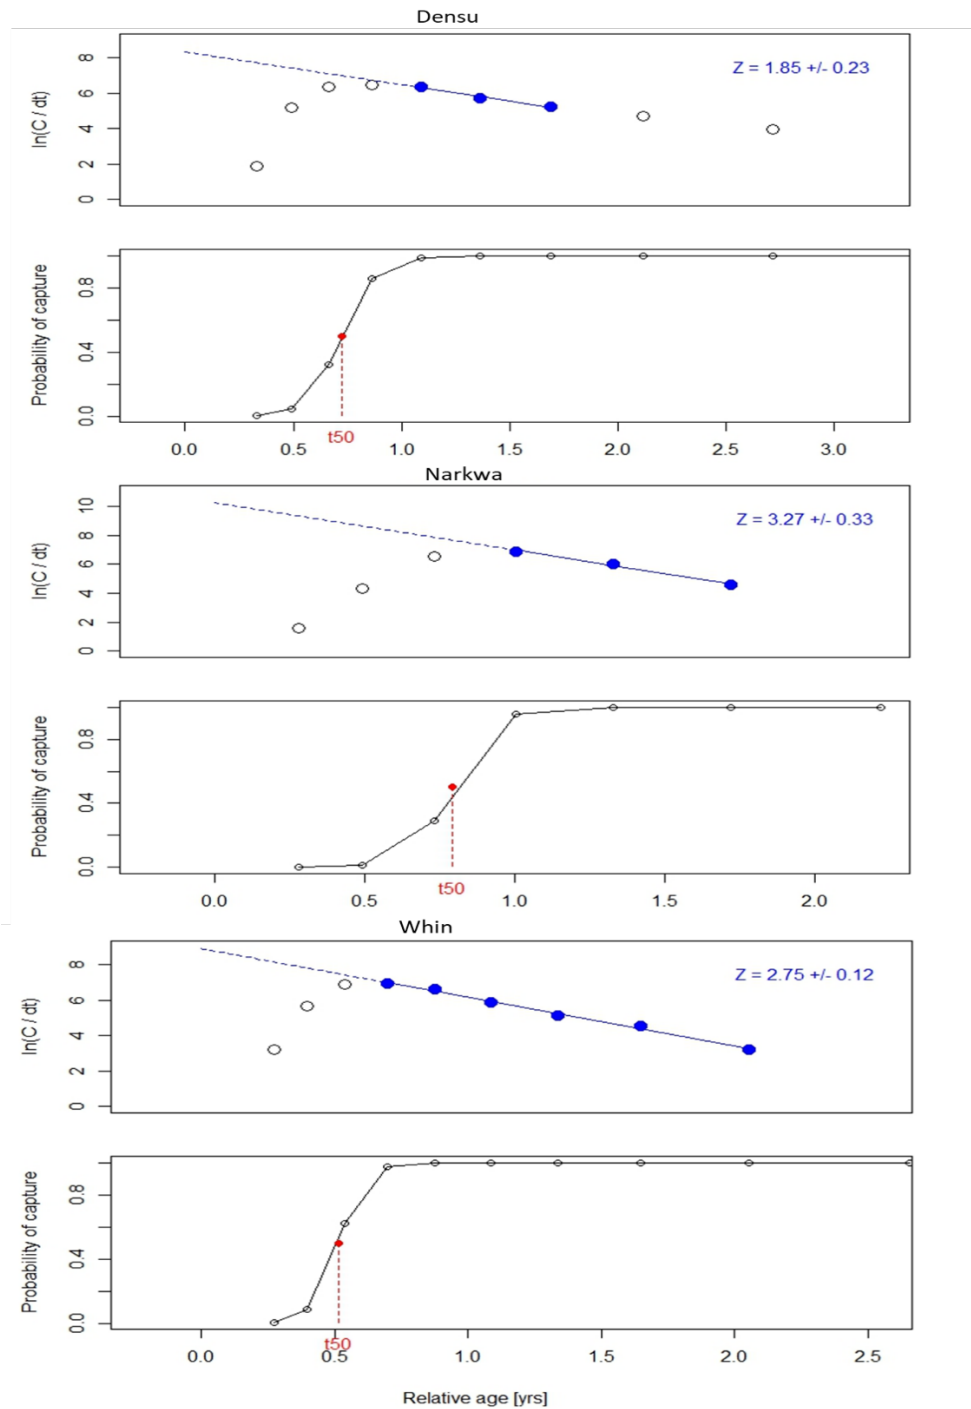 Densu
ln(C / dt)
8
6
4
2
0
Z = 1.85 +/- 0.23
Probability of capture
0.8
0.4
0.0
t50
0.0 0.5 1.0 1.5 2.0 2.5 3.0
Narkwa
ln(C / dt)
10
8
6
4
2
0
Z = 3.27 +/- 0.33
Probability of capture
0.8
0.4
0.0
t50
0.0 0.5 1.0 1.5 2.0
Whin
ln(C / dt)
8
6
4
2
0
Z = 2.75 +/- 0.12
Probability of capture
0.8
0.4
0.0
t50
0.0 0.5 1.0 1.5 2.0 2.5
Relative age [yrs]